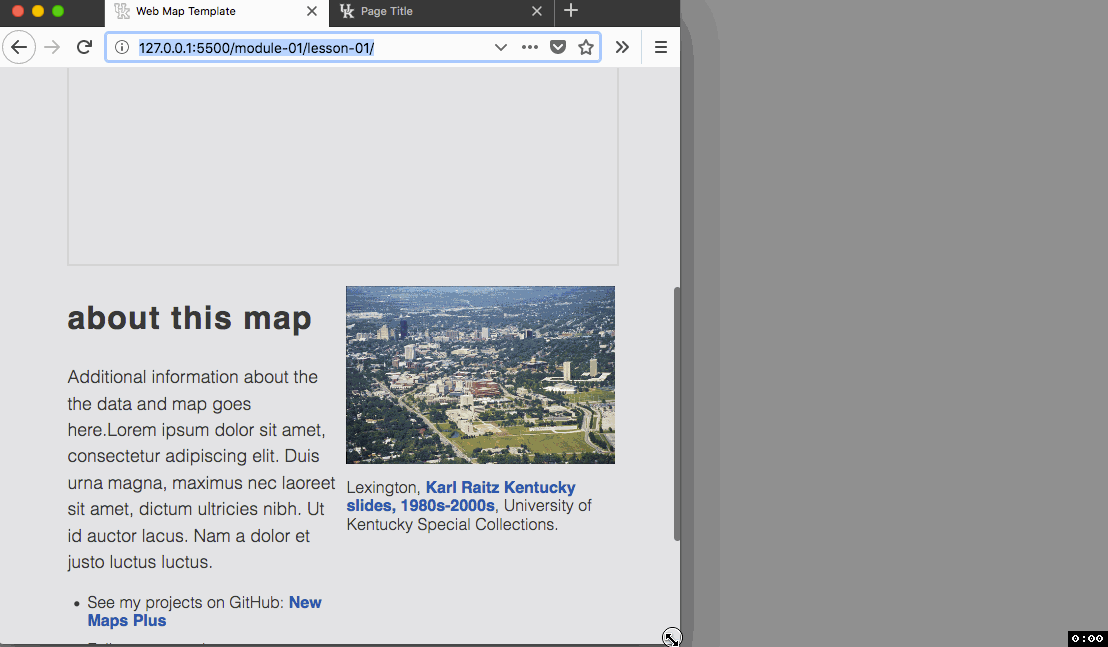 Web Map Template
Page Title
127.0.0.1:5500/module-01/lesson-01/
about this map
Additional information about the
the data and map goes
here.Lorem ipsum dolor sit amet,
consectetur adipiscing elit. Duis
urna magna, maximus nec laoreet
sit amet, dictum ultricies nibh. Ut
id auctor lacus. Nam a dolor et
justo luctus luctus.
• See my projects on GitHub: New
Maps Plus
Lexington, Karl Raitz Kentucky
slides, 1980s-2000s, University of
Kentucky Special Collections.
0:00